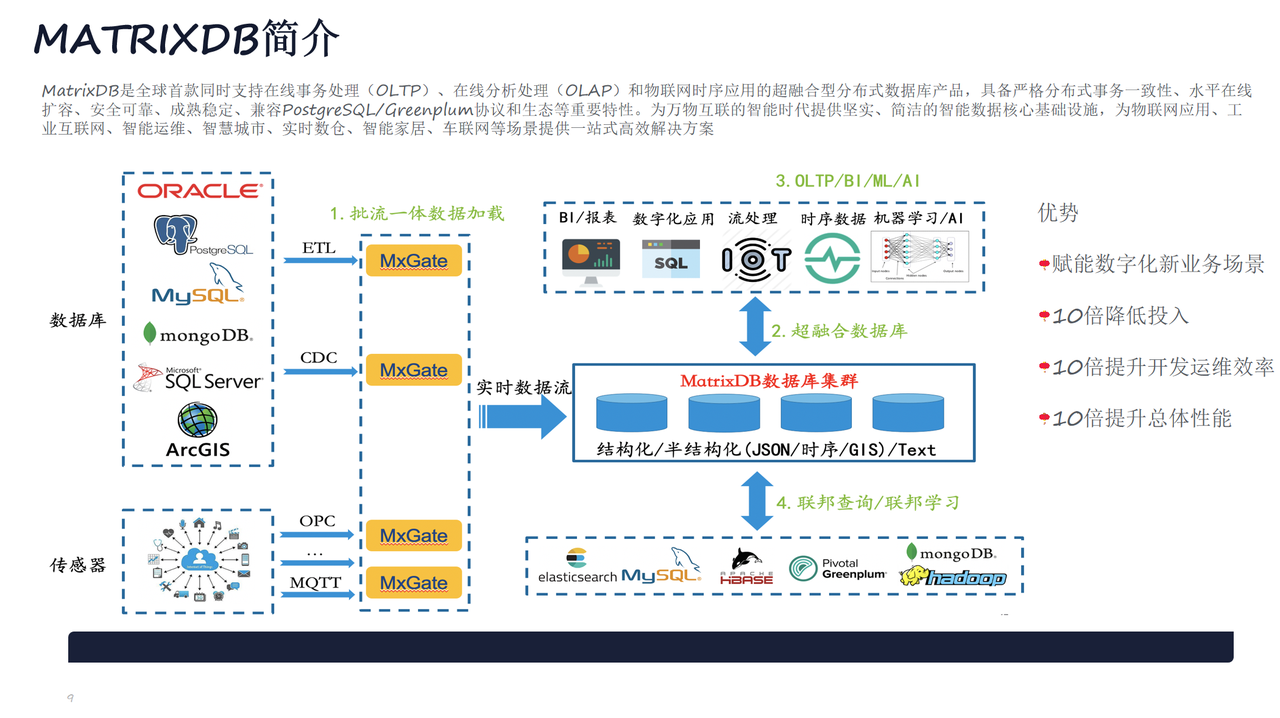 MATRIXDB简介
MatrixDB是全球首款同时支持在线事务处理（OLTP）、在线分析处理（OLAP）和物联网时序应用的超融合型分布式数据库产品，具备严格分布式事务一致性、水平在线
扩容、安全可靠、成熟稳定、兼容PostgreSQL/Greenplum协议和生态等重要特性。为万物互联的智能时代提供坚实、简洁的智能数据核心基础设施，为物联网应用、工
业互联网、智能运维、智慧城市、实时数仓、智能家居、车联网等场景提供一站式高效解决方案
数据库
ORACLE
PostgreSQL
MySQL
mongoDB
Microsoft
SQL Server
ArcGIS
传感器
ETL
CDC
OPC
...
MQTT
1.批流一体数据加载
MxGate
MxGate
MxGate
MxGate
实时数据流
3.OLTP/BI/ML/AI
BI/报表
数字化应用
流处理
时序数据
机器学习/AI
SQL
IOT
2.超融合数据库
MatrixDB数据库集群
结构化/半结构化(JSON/时序/GIS)/Text
4.联邦查询/联邦学习
elasticsearch
MySQL
APACHE
HBASE
Pivotal
Greenplum
mongoDB
hadoop
优势
赋能数字化新业务场景
10倍降低投入
10倍提升开发运维效率
10倍提升总体性能
9